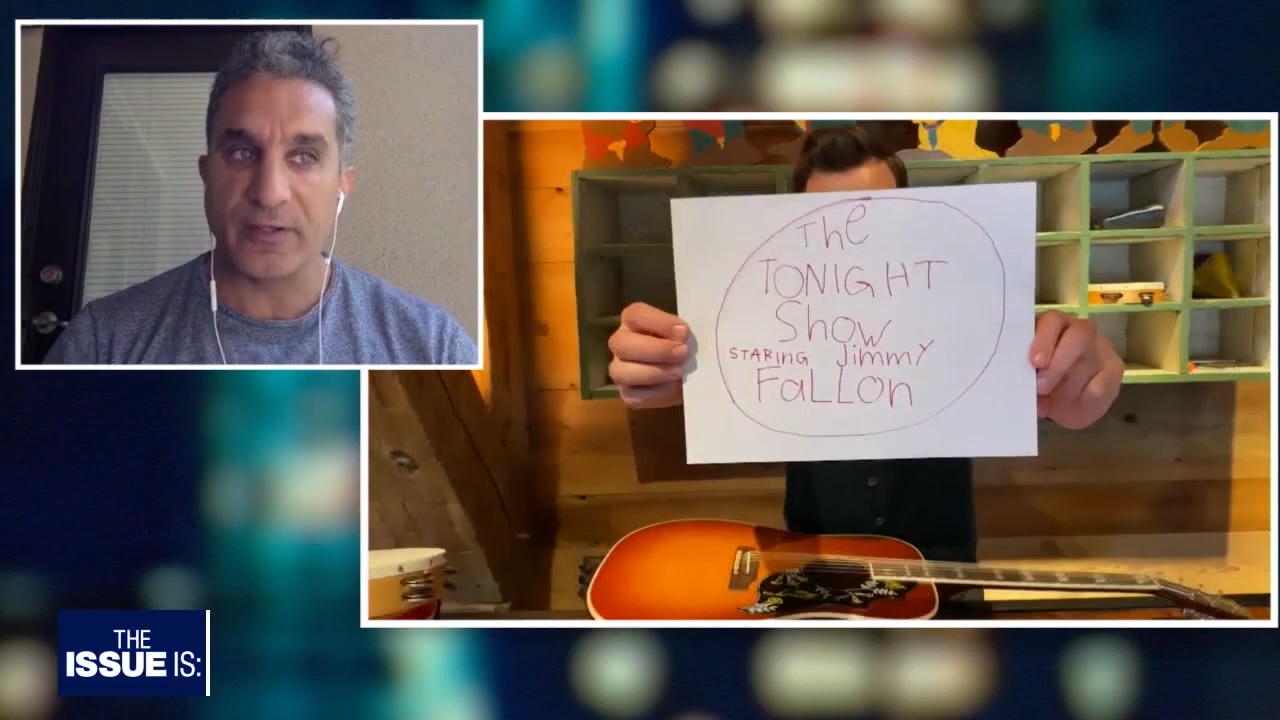 The
TONIGHT
Show
STARING Jimmy
FaLLon
THE
ISSUE IS: